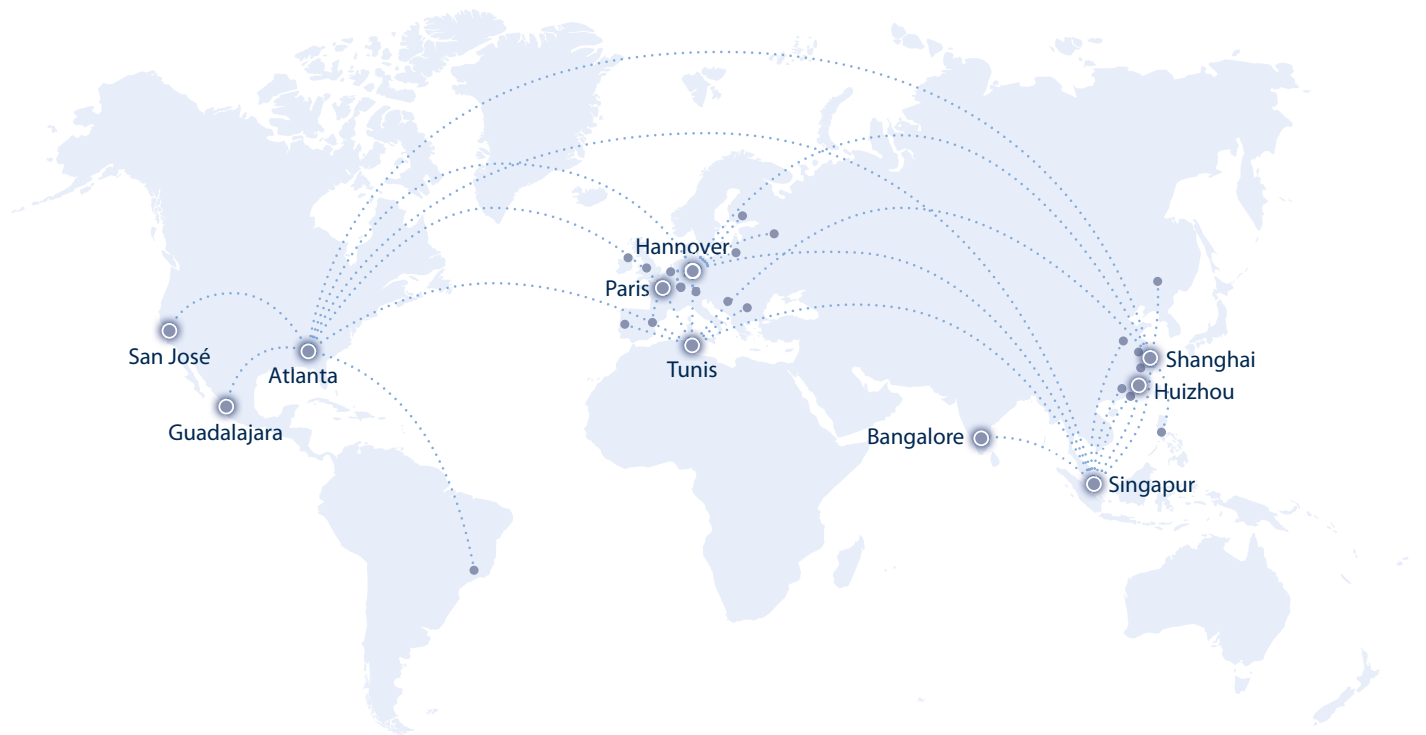 Hannover
Paris
San José
Atlanta
Tunis
Shanghai
Huizhou
Guadalajara
Bangalore
Singapur